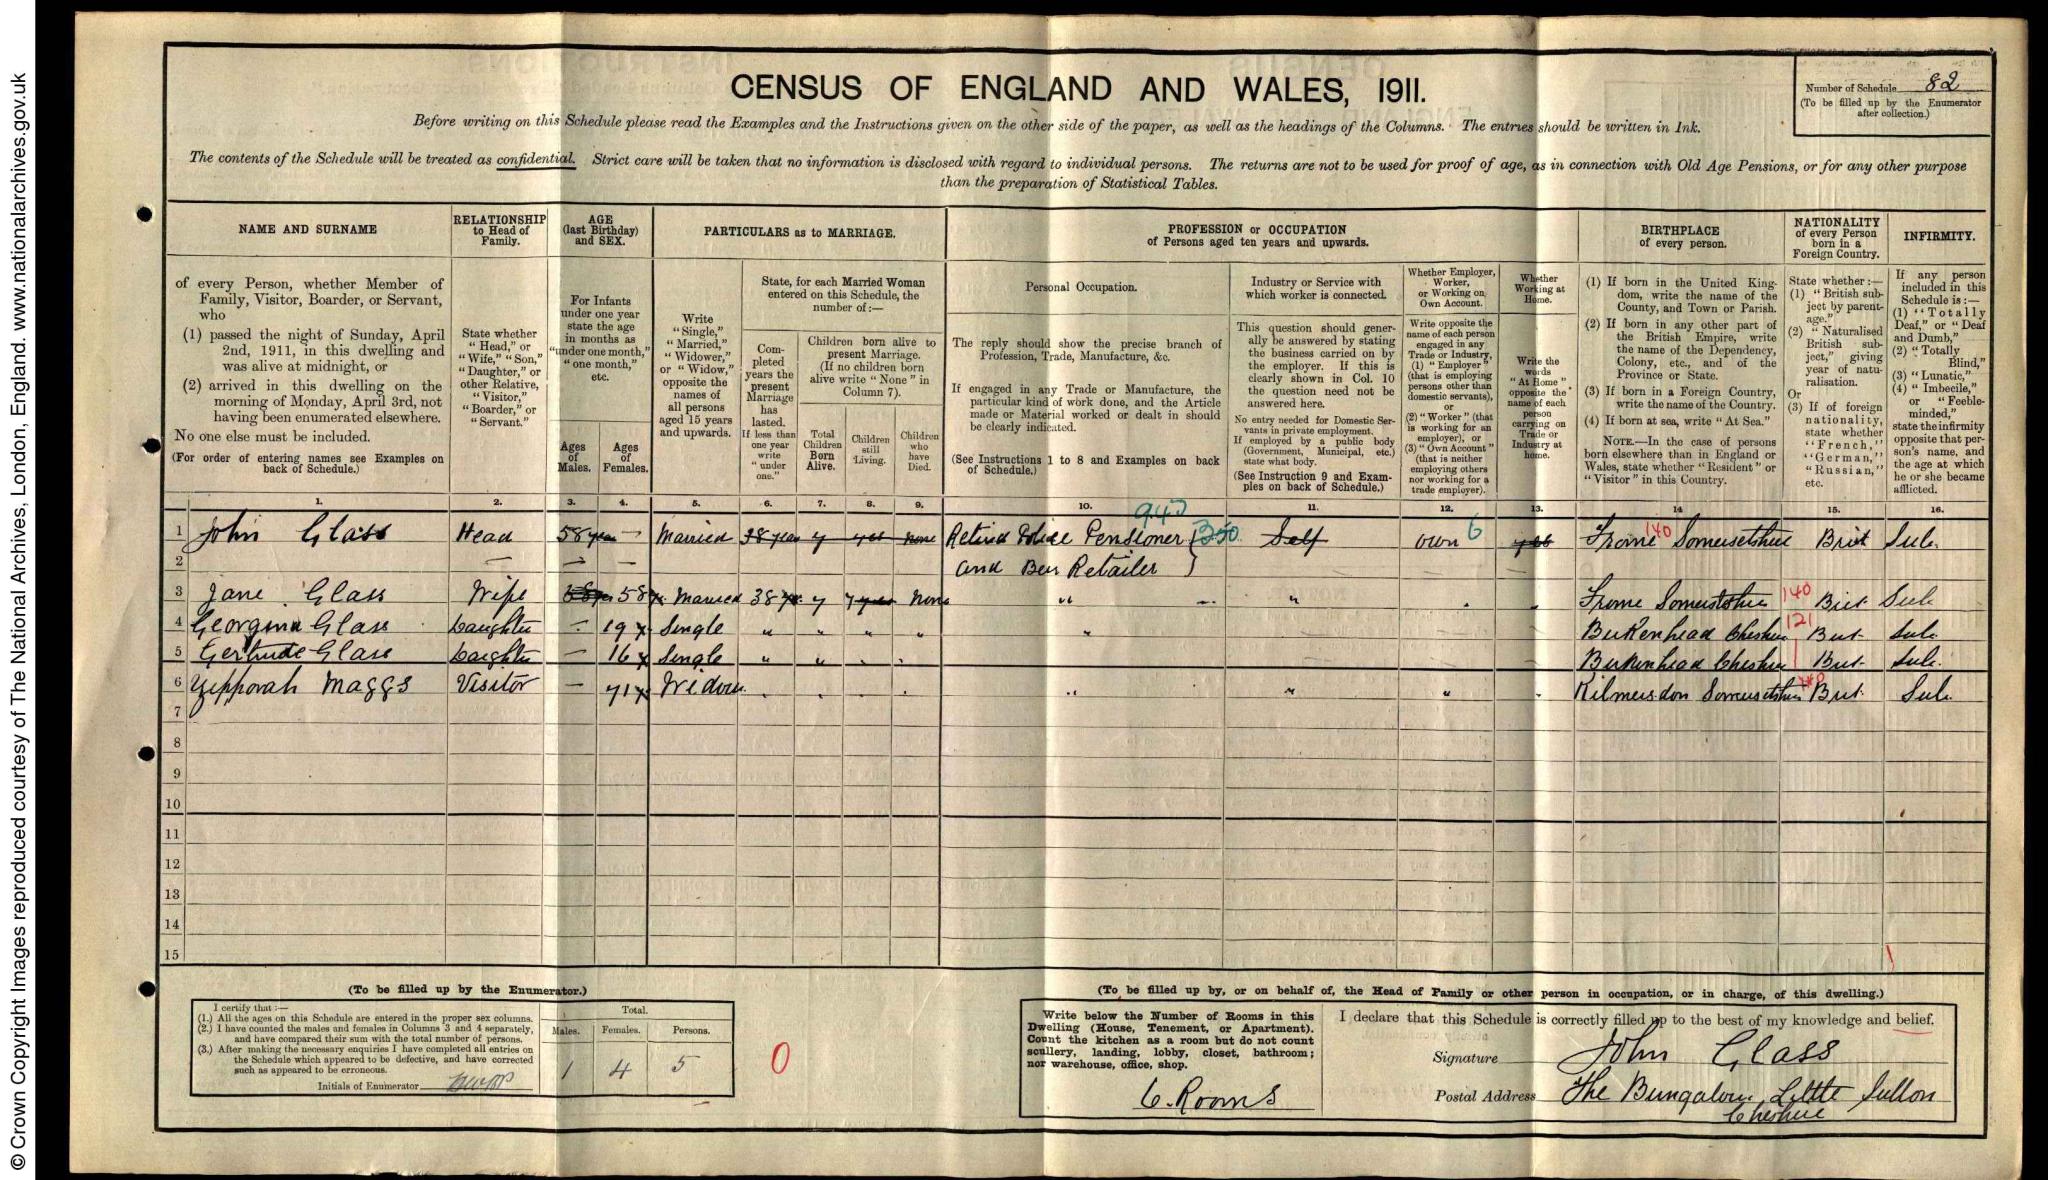 © Crown Copyright Images reproduced courtesy of The National Archives, London, England. www.nationalarchives.gov.uk
CENSUS OF ENGLAND AND WALES, 1911.
Number of Schedule 82
(To be filled up by the Enumerator
after collection.)
Before writing on this Schedule please read the Examples and the Instructions given on the other side of the paper, as well as the headings of the Columns. The entries should be written in Ink.
The contents of the Schedule will be treated as confidential. Strict care will be taken that no information is disclosed with regard to individual persons. The returns are not to be used for proof of age, as in connection with Old Age Pensions, or for any other purpose
than the preparation of Statistical Tables.
NAME AND SURNAME
of every Person, whether Member of
Family, Visitor, Boarder, or Servant,
who
(1) passed the night of Sunday, April
2nd, 1911, in this dwelling and
was alive at midnight, or
(2) arrived in this dwelling on the
morning of Monday, April 3rd, not
having been enumerated elsewhere.
No one else must be included.
(For order of entering names see Examples on
back of Schedule.)
RELATIONSHIP
to Head of
Family.
State whether
"Head," or
"Wife," "Son,"
"Daughter," or
other Relative,
"Visitor,"
"Boarder," or
"Servant."
AGE
(last Birthday)
and SEX.
For Infants
under one year
state the age
in months as
"under one month,"
"one month,"
etc.
Ages
of
Males.
Ages
of
Females.
PARTICULARS as to MARRIAGE.
Write
"Single,"
"Married,"
"Widower,"
or "Widow,"
opposite the
names of
all persons
aged 15 years
and upwards.
State, for each Married Woman
entered on this Schedule, the
number of:—
Com-
pleted
years the
present
Marriage
has
lasted.
If less than
one year
write
"under
one."
Children born alive to
present Marriage.
(If no children born
alive write "None" in
Column 7).
Total
Children
Born
Alive.
Children
still
Living.
Children
who
have
Died.
PROFESSION or OCCUPATION
of Persons aged ten years and upwards.
Personal Occupation.
The reply should show the precise branch of
Profession, Trade, Manufacture, &c.
If engaged in any Trade or Manufacture, the
particular kind of work done, and the Article
made or Material worked or dealt in should
be clearly indicated.
(See Instructions 1 to 8 and Examples on back
of Schedule.)
Industry or Service with
which worker is connected.
This question should gener-
ally be answered by stating
the business carried on by
the employer. If this is
clearly shown in Col. 10
the question need not be
answered here.
No entry needed for Domestic Ser-
vants in private employment.
If employed by a public body
(Government, Municipal, etc.)
state what body.
(See Instruction 9 and Exam-
ples on back of Schedule.)
Whether Employer,
Worker,
or Working on
Own Account.
Write opposite the
name of each person
engaged in any
Trade or Industry,
(1) "Employer"
(that is employing
persons other than
domestic servants),
or
(2) "Worker" (that
is working for an
employer), or
(3) "Own Account"
(that is neither
employing others
nor working for a
trade employer).
Whether
Working at
Home.
Write the
words
"At Home"
opposite the
name of each
person
carrying on
Trade or
Industry at
home.
BIRTHPLACE
of every person.
(1) If born in the United King-
dom, write the name of the
County, and Town or Parish.
(2) If born in any other part of
the British Empire, write
the name of the Dependency,
Colony, etc., and of the
Province or State.
(3) If born in a Foreign Country,
write the name of the Country.
(4) If born at sea, write "At Sea."
NOTE.—In the case of persons
born elsewhere than in England or
Wales, state whether "Resident" or
"Visitor" in this Country.
NATIONALITY
of every Person
born in a
Foreign Country.
State whether:—
(1) "British sub-
ject by parent-
age,"
(2) "Naturalised
British sub-
ject," giving
year of natu-
ralisation.
Or
(3) If of foreign
nationality,
state whether
"French,"
"German,"
"Russian,"
etc.
INFIRMITY.
If any person
included in this
Schedule is:—
(1) "Totally
Deaf," or "Deaf
and Dumb,"
(2) "Totally
Blind,"
(3) "Lunatic,"
(4) "Imbecile,"
or "Feeble-
minded,"
state the infirmity
opposite that per-
son's name, and
the age at which
he or she became
afflicted.
1. 2. 3. 4. 5. 6. 7. 8. 9. 10. 11. 12. 13. 14 15. 16.
1 John Glass Head 58 years — Married 38 years 7 yes none Retired Police Pensioner 350 Self own 6 yes Frome 140 Somersetshire Brit
2 — — — and Beer Retailer
3 Jane Glass Wife 58 Married 38 7 7 yes None " " Frome Somersetshire 140 Brit
4 Georgina Glass Daughter — 19 Single " " " " " Birkenhead Cheshire 121 Brit
5 Gertrude Glass Daughter — 16 Single " " Birkenhead Cheshire Brit
6 Zipporah Maggs Visitor — 71 Widow " " " Kilmersdon Somersetshire 140 Brit
7
8
9
10
11
12
13
14
15
(To be filled up by the Enumerator.)
I certify that:—
(1.) All the ages on this Schedule are entered in the proper sex columns.
(2.) I have counted the males and females in Columns 3 and 4 separately,
and have compared their sum with the total number of persons.
(3.) After making the necessary enquiries I have completed all entries on
the Schedule which appeared to be defective, and have corrected
such as appeared to be erroneous.
Initials of Enumerator
Total.
Males. Females. Persons.
1 4 5
0
(To be filled up by, or on behalf of, the Head of Family or other person in occupation, or in charge, of this dwelling.)
Write below the Number of Rooms in this
Dwelling (House, Tenement, or Apartment).
Count the kitchen as a room but do not count
scullery, landing, lobby, closet, bathroom;
nor warehouse, office, shop.
6. Rooms
I declare that this Schedule is correctly filled up to the best of my knowledge and belief.
Signature John Glass
Postal Address The Bungalow Little Sutton
Cheshire